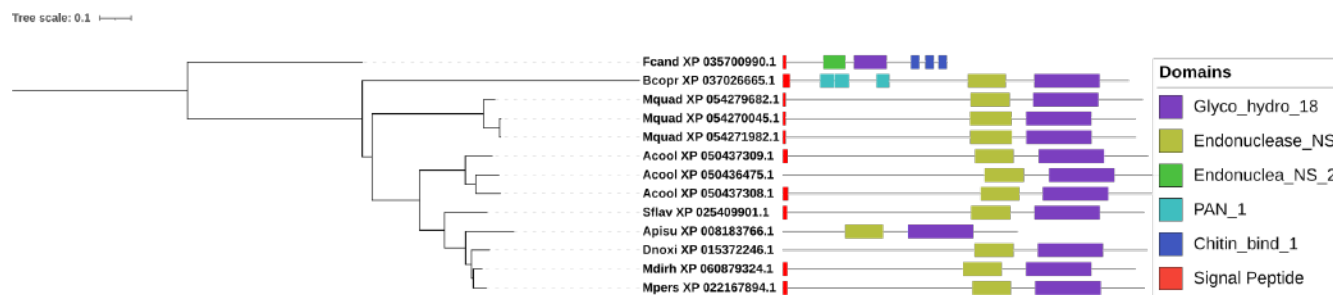 Tree scale: 0.1
Fcand XP 035700990.1
Bcopr XP 037026665.1
Mquad XP 054279682.1
Mquad XP 054270045.1
Mquad XP 054271982.1
Acool XP 050437309.1
Acool XP 050436475.1
Acool XP 050437308.1
Sflav XP 025409901.1
Apisu XP 008183766.1
Dnoxi XP 015372246.1
Mdirh XP 060879324.1
Mpers XP 022167894.1
Domains
Glyco_hydro_18
Endonuclease_NS
Endonuclea_NS_2
PAN_1
Chitin_bind_1
Signal Peptide